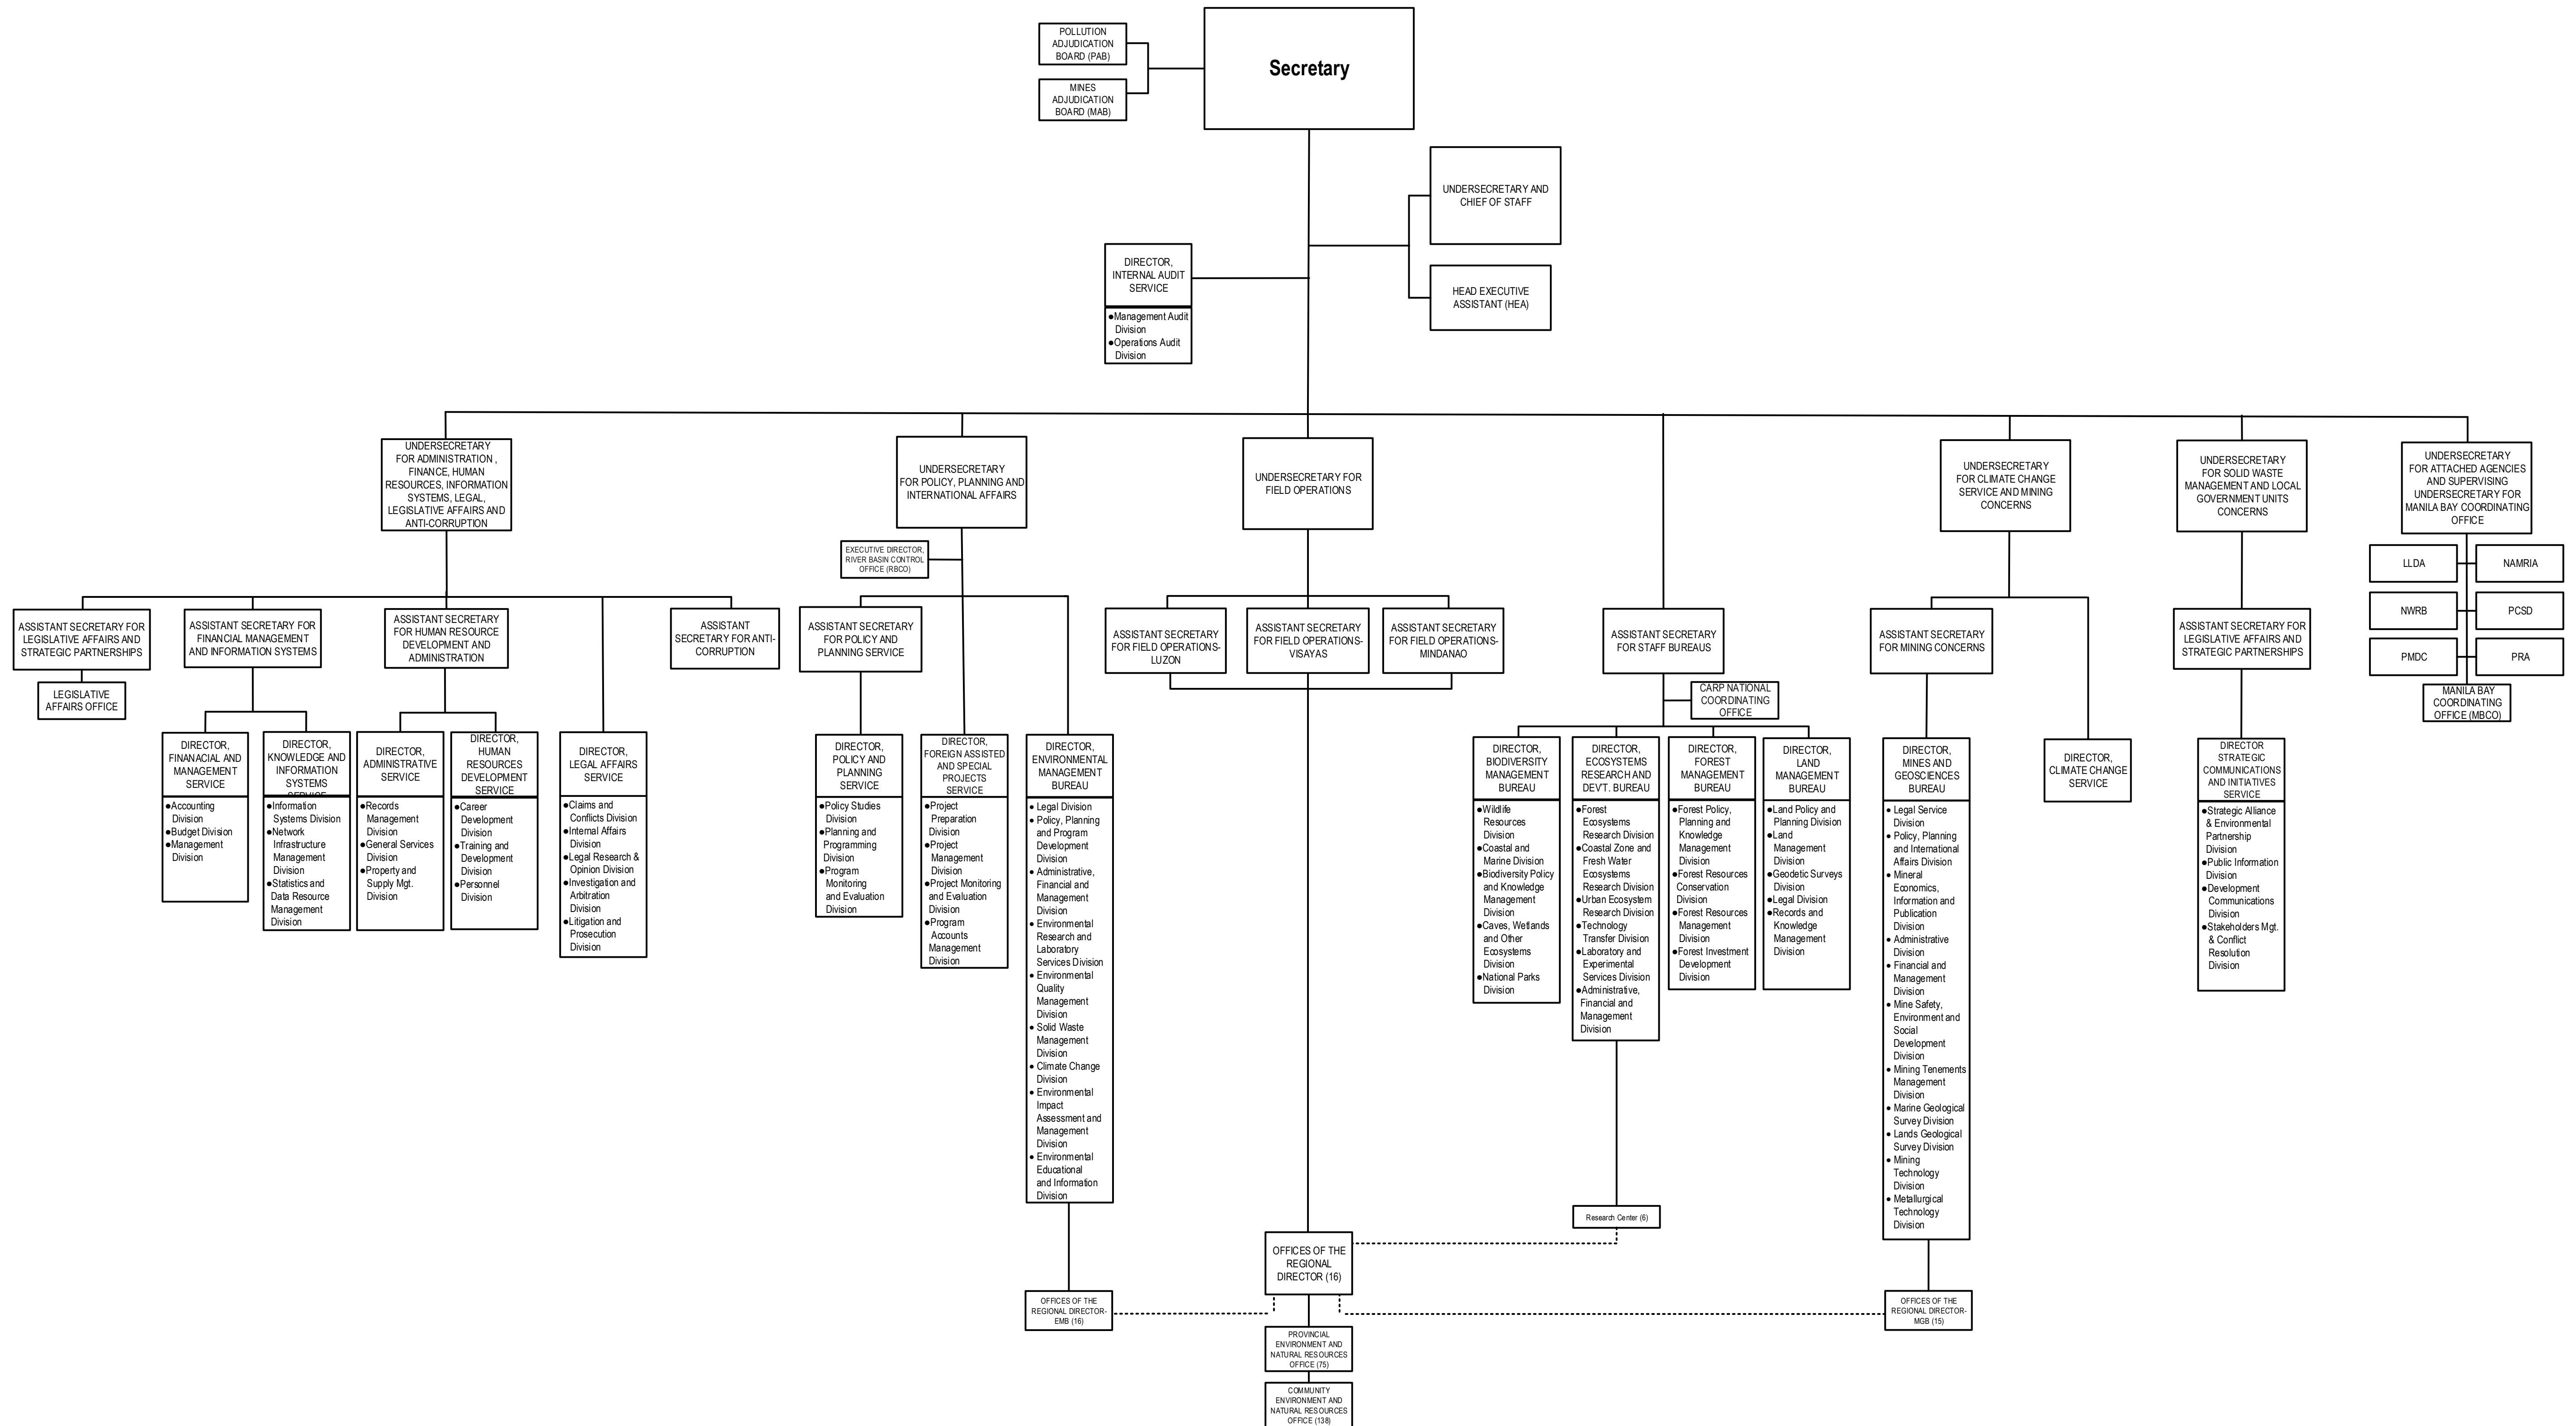 POLLUTION
ADJUDICATION
BOARD (PAB)
MINES
ADJUDICATION
BOARD (MAB)
Secretary
UNDERSECRETARY AND
CHIEF OF STAFF
HEAD EXECUTIVE
ASSISTANT (HEA)
DIRECTOR,
INTERNAL AUDIT
SERVICE
●Management Audit
Division
●Operations Audit
Division
UNDERSECRETARY
FOR ADMINISTRATION ,
FINANCE, HUMAN
RESOURCES, INFORMATION
SYSTEMS, LEGAL,
LEGISLATIVE AFFAIRS AND
ANTI-CORRUPTION
UNDERSECRETARY
FOR POLICY, PLANNING AND
INTERNATIONAL AFFAIRS
UNDERSECRETARY FOR
FIELD OPERATIONS
UNDERSECRETARY
FOR CLIMATE CHANGE
SERVICE AND MINING
CONCERNS
UNDERSECRETARY
FOR SOLID WASTE
MANAGEMENT AND LOCAL
GOVERNMENT UNITS
CONCERNS
UNDERSECRETARY
FOR ATTACHED AGENCIES
AND SUPERVISING
UNDERSECRETARY FOR
MANILA BAY COORDINATING
OFFICE
EXECUTIVE DIRECTOR,
RIVER BASIN CONTROL
OFFICE (RBCO)
LLDA
NAMRIA
NWRB
PCSD
PMDC
PRA
MANILA BAY
COORDINATING
OFFICE (MBCO)
ASSISTANT SECRETARY FOR
LEGISLATIVE AFFAIRS AND
STRATEGIC PARTNERSHIPS
LEGISLATIVE
AFFAIRS OFFICE
ASSISTANT SECRETARY FOR
FINANCIAL MANAGEMENT
AND INFORMATION SYSTEMS
ASSISTANT SECRETARY
FOR HUMAN RESOURCE
DEVELOPMENT AND
ADMINISTRATION
ASSISTANT
SECRETARY FOR ANTI-
CORRUPTION
ASSISTANT SECRETARY
FOR POLICY AND
PLANNING SERVICE
ASSISTANT SECRETARY
FOR FIELD OPERATIONS-
LUZON
ASSISTANT SECRETARY
FOR FIELD OPERATIONS-
VISAYAS
ASSISTANT SECRETARY
FOR FIELD OPERATIONS-
MINDANAO
ASSISTANT SECRETARY
FOR STAFF BUREAUS
CARP NATIONAL
COORDINATING
OFFICE
ASSISTANT SECRETARY
FOR MINING CONCERNS
ASSISTANT SECRETARY FOR
LEGISLATIVE AFFAIRS AND
STRATEGIC PARTNERSHIPS
DIRECTOR,
FINANACIAL AND
MANAGEMENT
SERVICE
●Accounting
Division
●Budget Division
●Management
Division
DIRECTOR,
KNOWLEDGE AND
INFORMATION
SYSTEMS
SERVICE
●Information
Systems Division
●Network
Infrastructure
Management
Division
●Statistics and
Data Resource
Management
Division
DIRECTOR,
ADMINISTRATIVE
SERVICE
●Records
Management
Division
●General Services
Division
●Property and
Supply Mgt.
Division
DIRECTOR,
HUMAN
RESOURCES
DEVELOPMENT
SERVICE
●Career
Development
Division
●Training and
Development
Division
●Personnel
Division
DIRECTOR,
LEGAL AFFAIRS
SERVICE
●Claims and
Conflicts Division
●Internal Affairs
Division
●Legal Research &
Opinion Division
●Investigation and
Arbitration
Division
●Litigation and
Prosecution
Division
DIRECTOR,
POLICY AND
PLANNING
SERVICE
●Policy Studies
Division
●Planning and
Programming
Division
●Program
Monitoring
and Evaluation
Division
DIRECTOR,
FOREIGN ASSISTED
AND SPECIAL
PROJECTS
SERVICE
●Project
Preparation
Division
●Project
Management
Division
●Project Monitoring
and Evaluation
Division
●Program
Accounts
Management
Division
DIRECTOR,
ENVIRONMENTAL
MANAGEMENT
BUREAU
● Legal Division
● Policy, Planning
and Program
Development
Division
● Administrative,
Financial and
Management
Division
● Environmental
Research and
Laboratory
Services Division
● Environmental
Quality
Management
Division
● Solid Waste
Management
Division
● Climate Change
Division
● Environmental
Impact
Assessment and
Management
Division
● Environmental
Educational
and Information
Division
DIRECTOR,
BIODIVERSITY
MANAGEMENT
BUREAU
●Wildlife
Resources
Division
●Coastal and
Marine Division
●Biodiversity Policy
and Knowledge
Management
Division
●Caves, Wetlands
and Other
Ecosystems
Division
●National Parks
Division
DIRECTOR,
ECOSYSTEMS
RESEARCH AND
DEV'T. BUREAU
●Forest
Ecosystems
Research Division
●Coastal Zone and
Fresh Water
Ecosystems
Research Division
●Urban Ecosystem
Research Division
●Technology
Transfer Division
●Laboratory and
Experimental
Services Division
●Administrative,
Financial and
Management
Division
DIRECTOR,
FOREST
MANAGEMENT
BUREAU
●Forest Policy,
Planning and
Knowledge
Management
Division
●Forest Resources
Conservation
Division
●Forest Resources
Management
Division
●Forest Investment
Development
Division
DIRECTOR,
LAND
MANAGEMENT
BUREAU
●Land Policy and
Planning Division
●Land
Management
Division
●Geodetic Surveys
Division
●Legal Division
●Records and
Knowledge
Management
Division
DIRECTOR,
MINES AND
GEOSCIENCES
BUREAU
● Legal Service
Division
● Policy, Planning
and International
Affairs Division
● Mineral
Economics,
Information and
Publication
Division
● Administrative
Division
● Financial and
Management
Division
● Mine Safety,
Environment and
Social
Development
Division
● Mining Tenements
Management
Division
● Marine Geological
Survey Division
● Lands Geological
Survey Division
● Mining
Technology
Division
● Metallurgical
Technology
Division
DIRECTOR,
CLIMATE CHANGE
SERVICE
DIRECTOR
STRATEGIC
COMMUNICATIONS
AND INITIATIVES
SERVICE
●Strategic Alliance
& Environmental
Partnership
Division
●Public Information
Division
●Development
Communications
Division
●Stakeholders Mgt.
& Conflict
Resolution
Division
Research Center (6)
OFFICES OF THE
REGIONAL
DIRECTOR (16)
OFFICES OF THE
REGIONAL DIRECTOR-
EMB (16)
OFFICES OF THE
REGIONAL DIRECTOR-
MGB (15)
PROVINCIAL
ENVIRONMENT AND
NATURAL RESOURCES
OFFICE (75)
COMMUNITY
ENVIRONMENT AND
NATURAL RESOURCES
OFFICE (138)